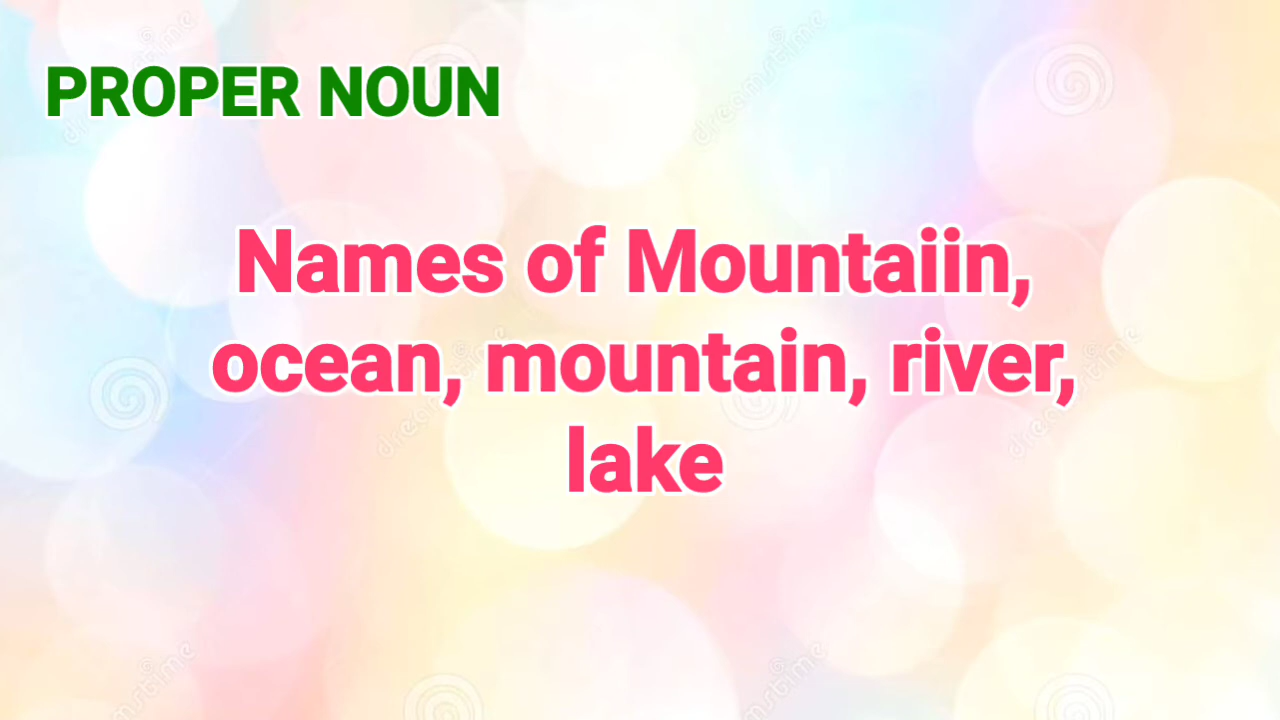 PROPER NOUN
Names of Mountaiin,
ocean, mountain, river,
lake